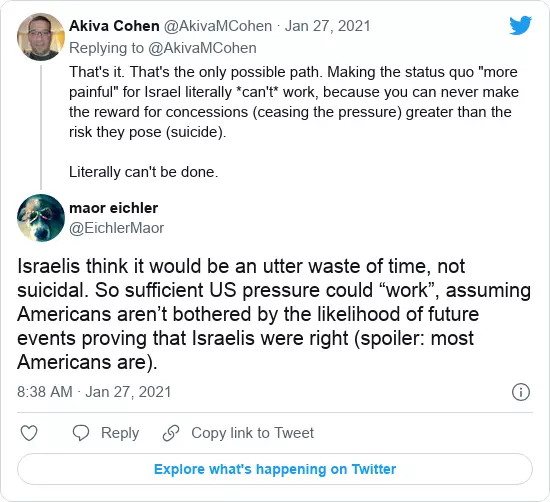 Akiva Cohen @AkivaMCohen · Jan 27, 2021
Replying to @AkivaMCohen
That's it. That's the only possible path. Making the status quo "more
painful" for Israel literally *can't* work, because you can never make
the reward for concessions (ceasing the pressure) greater than the
risk they pose (suicide).
Literally can't be done.
maor eichler
@EichlerMaor
Israelis think it would be an utter waste of time, not
suicidal. So sufficient US pressure could “work”, assuming
Americans aren’t bothered by the likelihood of future
events proving that Israelis were right (spoiler: most
Americans are).
8:38 AM · Jan 27, 2021
Reply
Copy link to Tweet
Explore what's happening on Twitter